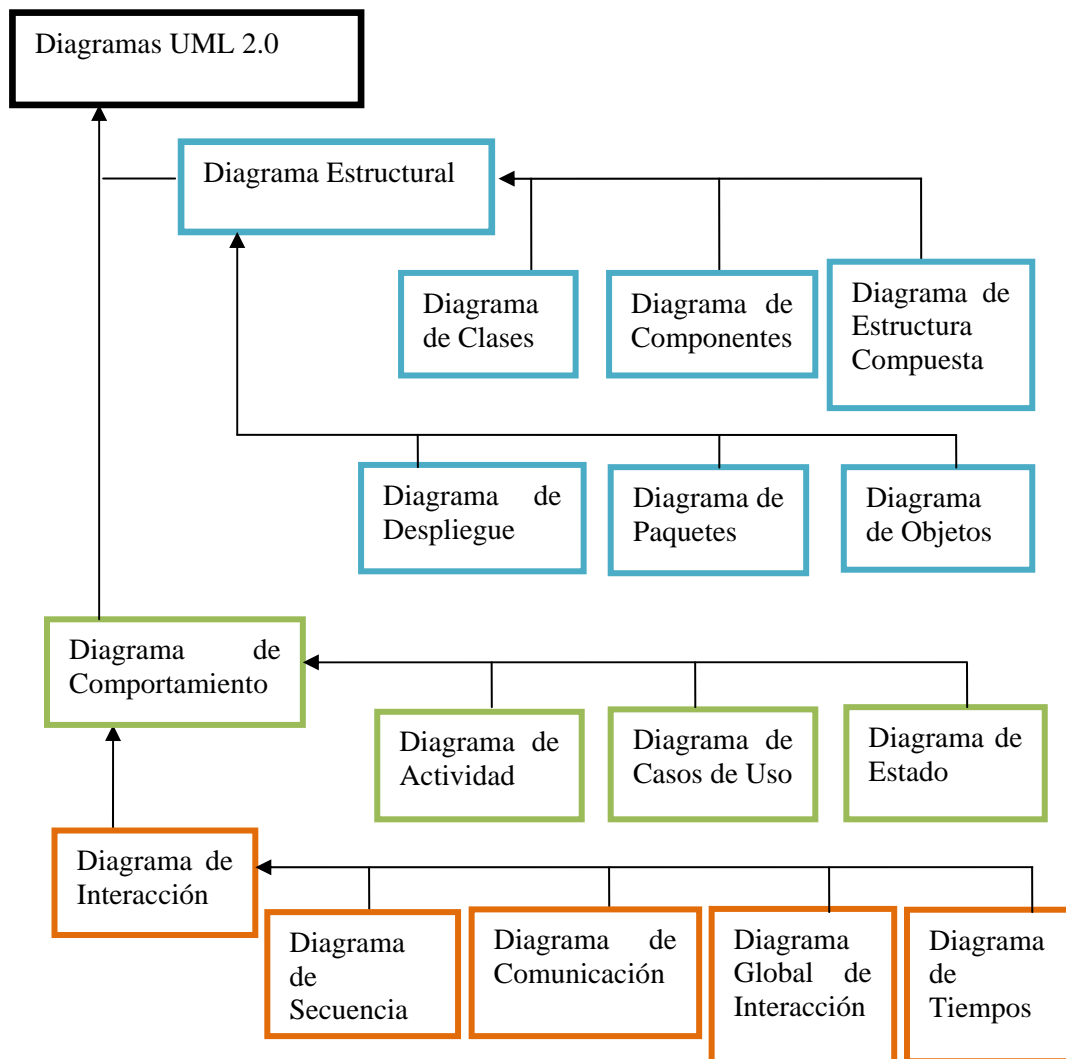 Diagramas UML 2.0
Diagrama Estructural
Diagrama
de Clases
Diagrama de
Componentes
Diagrama de
Estructura
Compuesta
Diagrama de
Despliegue
Diagrama de
Paquetes
Diagrama
de Objetos
Diagrama de
Comportamiento
Diagrama de
Actividad
Diagrama de
Casos de Uso
Diagrama de
Estado
Diagrama de
Interacción
Diagrama
de
Secuencia
Diagrama de
Comunicación
Diagrama
Global de
Interacción
Diagrama
de
Tiempos